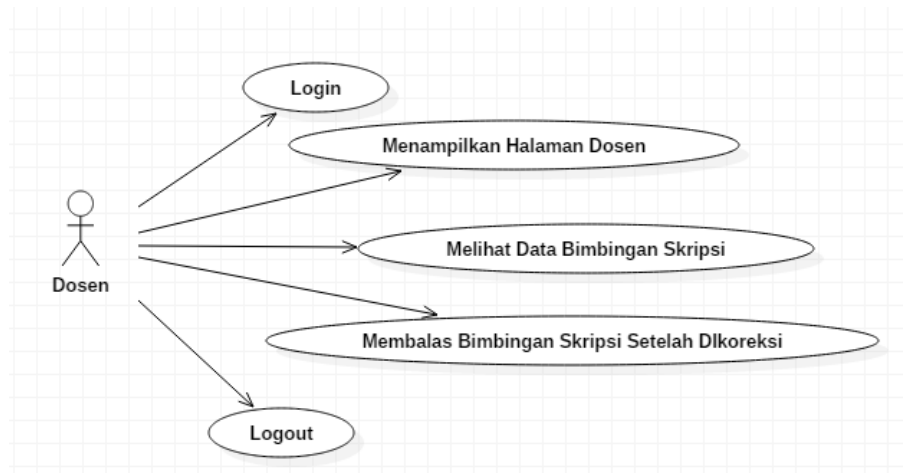 Login
Menampilkan Halaman Dosen
Melihat Data Bimbingan Skripsi
Dosen
Membalas Bimbingan Skripsi Setelah DIkoreksi
Logout